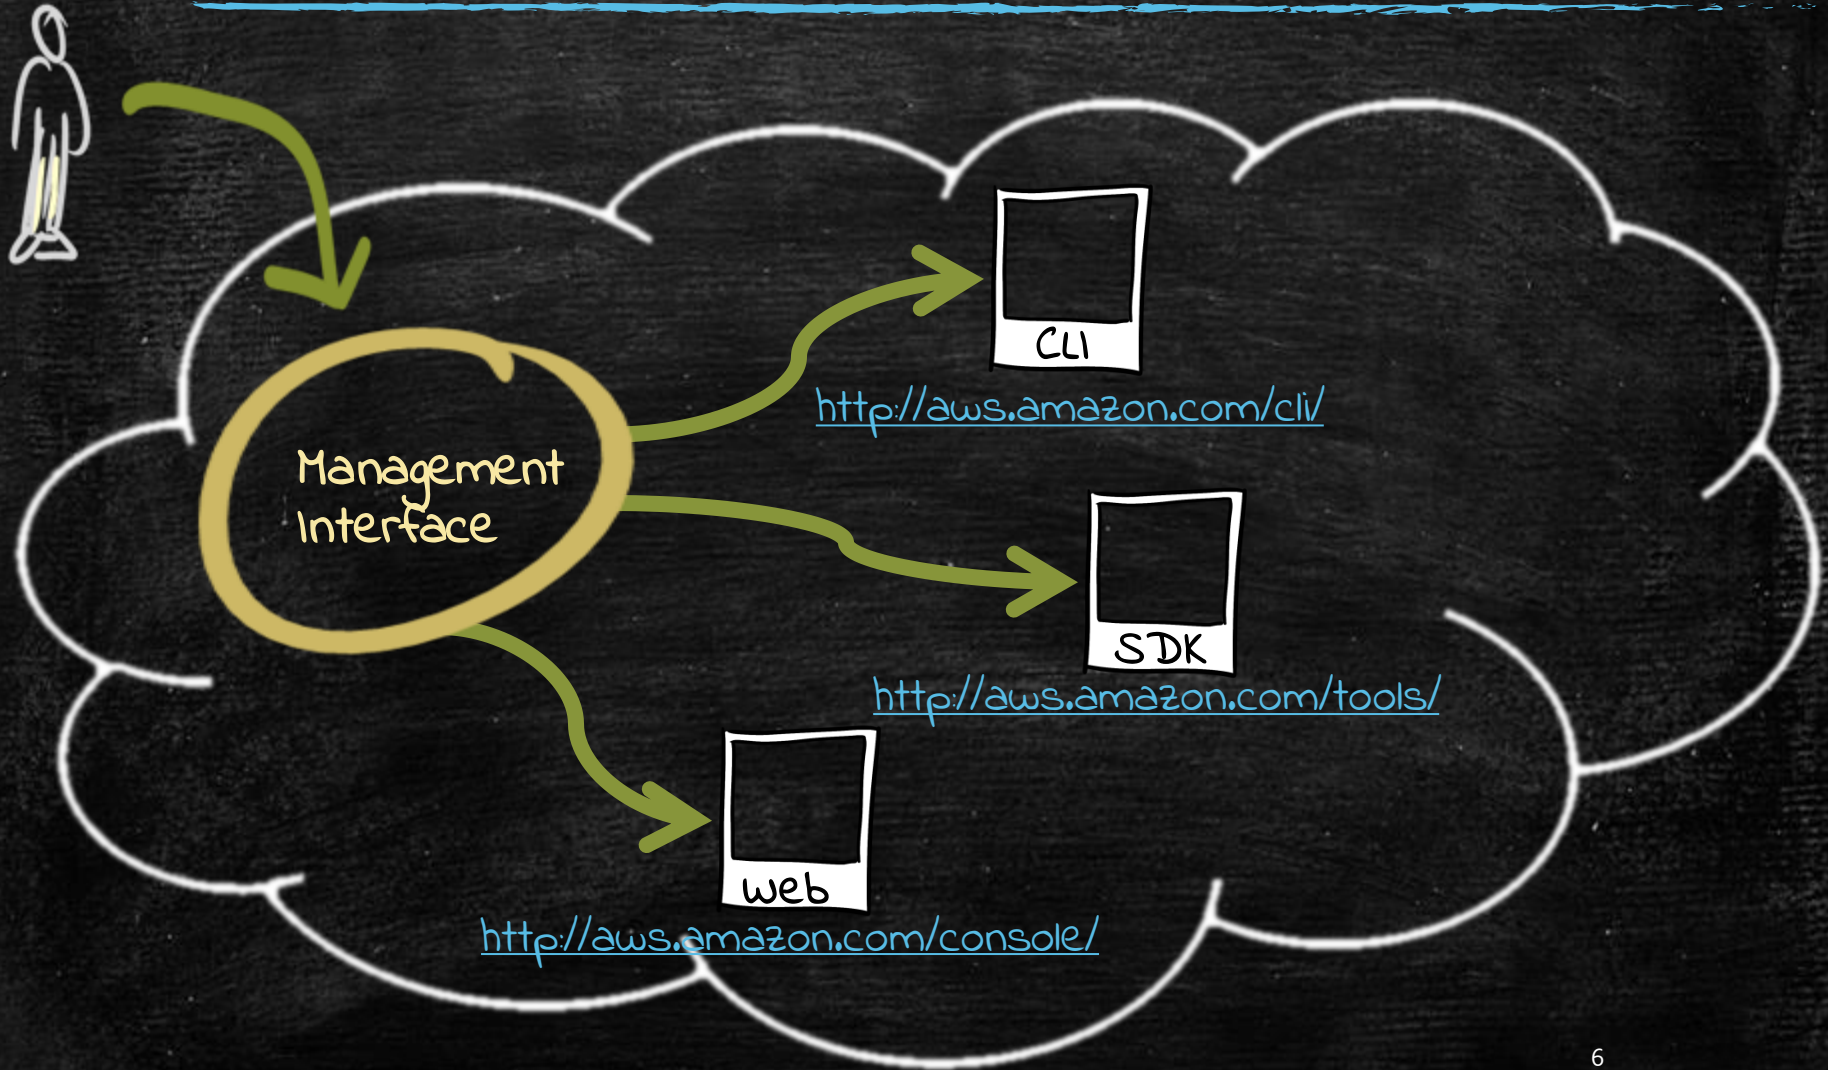 CLI
http://aws.amazon.com/cli/
Management
Interface
SDK
http://aws.amazon.com/tools/
web
http://aws.amazon.com/console/
6